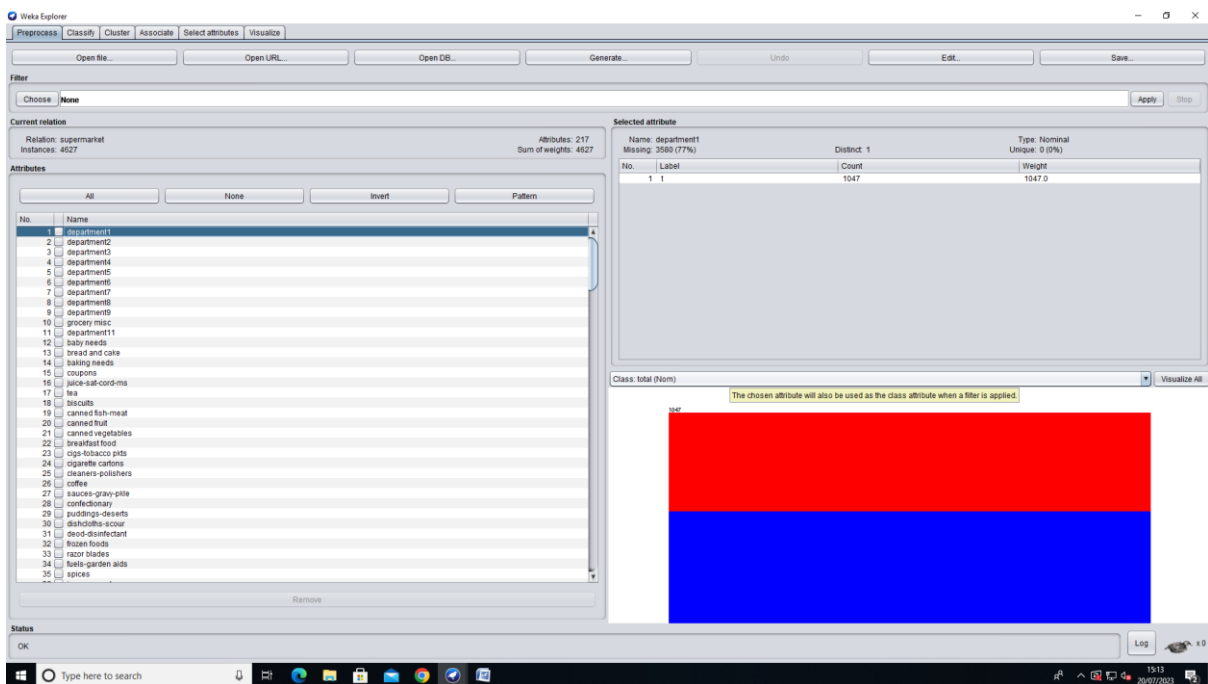 Weka Explorer
Preprocess Classify Cluster Associate Select attributes Visualize
Open file... Open URL... Open DB... Generate... Undo Edit... Save...
Filter
Choose None Apply Stop
Current relation
Relation: supermarket Attributes: 217
Instances: 4627 Sum of weights: 4627
Attributes
All None Invert Pattern
No. Name
1 department1
2 department2
3 department3
4 department4
5 department5
6 department6
7 department7
8 department8
9 department9
10 grocery misc
11 department11
12 baby needs
13 bread and cake
14 baking needs
15 coupons
16 juice-sat-cord-ms
17 tea
18 biscuits
19 canned fish-meat
20 canned fruit
21 canned vegetables
22 breakfast food
23 cigs-tobacco pkts
24 cigarette cartons
25 cleaners-polishers
26 coffee
27 sauces-gravy-pkle
28 confectionary
29 puddings-deserts
30 dishcloths-scour
31 deod-disinfectant
32 frozen foods
33 razor blades
34 fuels-garden aids
35 spices
Remove
Selected attribute
Name: department1 Type: Nominal
Missing: 3580 (77%) Distinct: 1 Unique: 0 (0%)
No. Label Count Weight
1 t 1047 1047.0
Class: total (Nom) Visualize All
The chosen attribute will also be used as the class attribute when a filter is applied.
1047
Status
OK Log x 0
Type here to search 15:13
20/07/2023